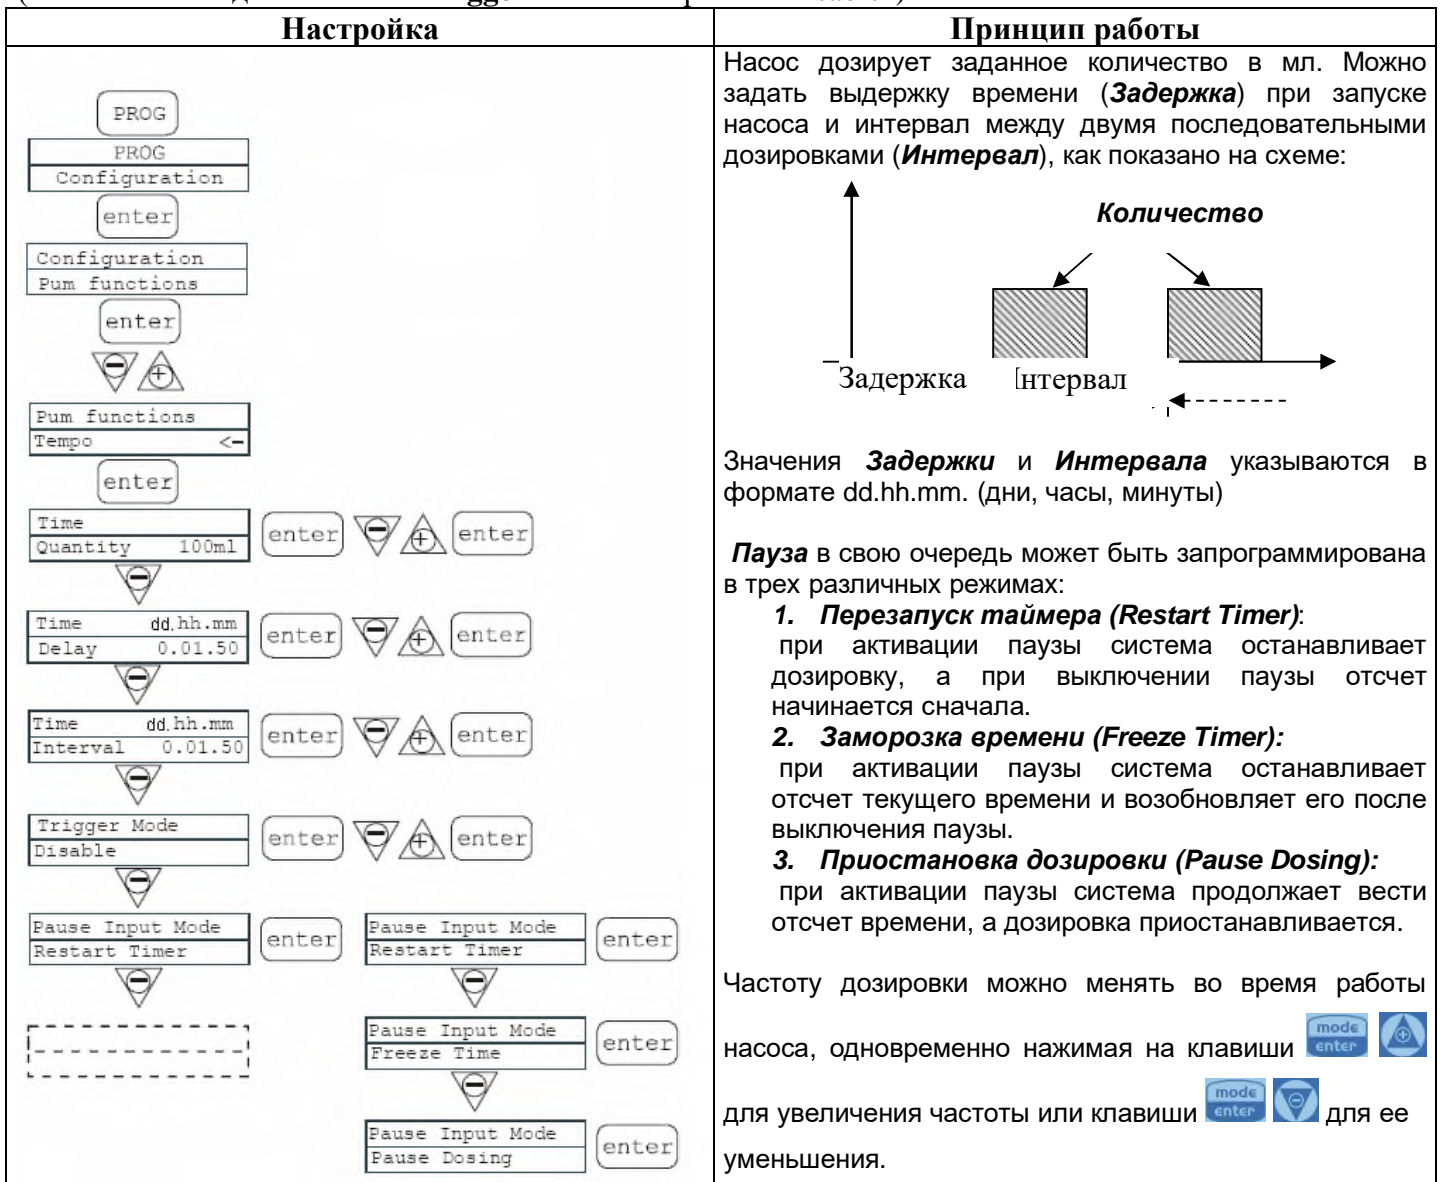 Настройка
PROG
PROG
Configuration
enter
Configuration
Pum functions
enter
Pum functions
Tempo <-
enter
Time
Quantity 100ml
enter enter
Time dd.hh.mm
Delay 0.01.50
enter enter
Time dd.hh.mm
Interval 0.01.50
enter enter
Trigger Mode
Disable
enter enter
Pause Input Mode
Restart Timer
enter
Pause Input Mode
Restart Timer
enter
Pause Input Mode
Freeze Time
enter
Pause Input Mode
Pause Dosing
enter
Принцип работы
Насос дозирует заданное количество в мл. Можно
задать выдержку времени (Задержка) при запуске
насоса и интервал между двумя последовательными
дозировками (Интервал), как показано на схеме:
Количество
Задержка нтервал
Значения Задержки и Интервала указываются в
формате dd.hh.mm. (дни, часы, минуты)
Пауза в свою очередь может быть запрограммирована
в трех различных режимах:
1. Перезапуск таймера (Restart Timer):
при активации паузы система останавливает
дозировку, а при выключении паузы отсчет
начинается сначала.
2. Заморозка времени (Freeze Timer):
при активации паузы система останавливает
отсчет текущего времени и возобновляет его после
выключения паузы.
3. Приостановка дозировки (Pause Dosing):
при активации паузы система продолжает вести
отсчет времени, а дозировка приостанавливается.
Частоту дозировки можно менять во время работы
насоса, одновременно нажимая на клавиши mode enter
для увеличения частоты или клавиши mode enter для ее
уменьшения.